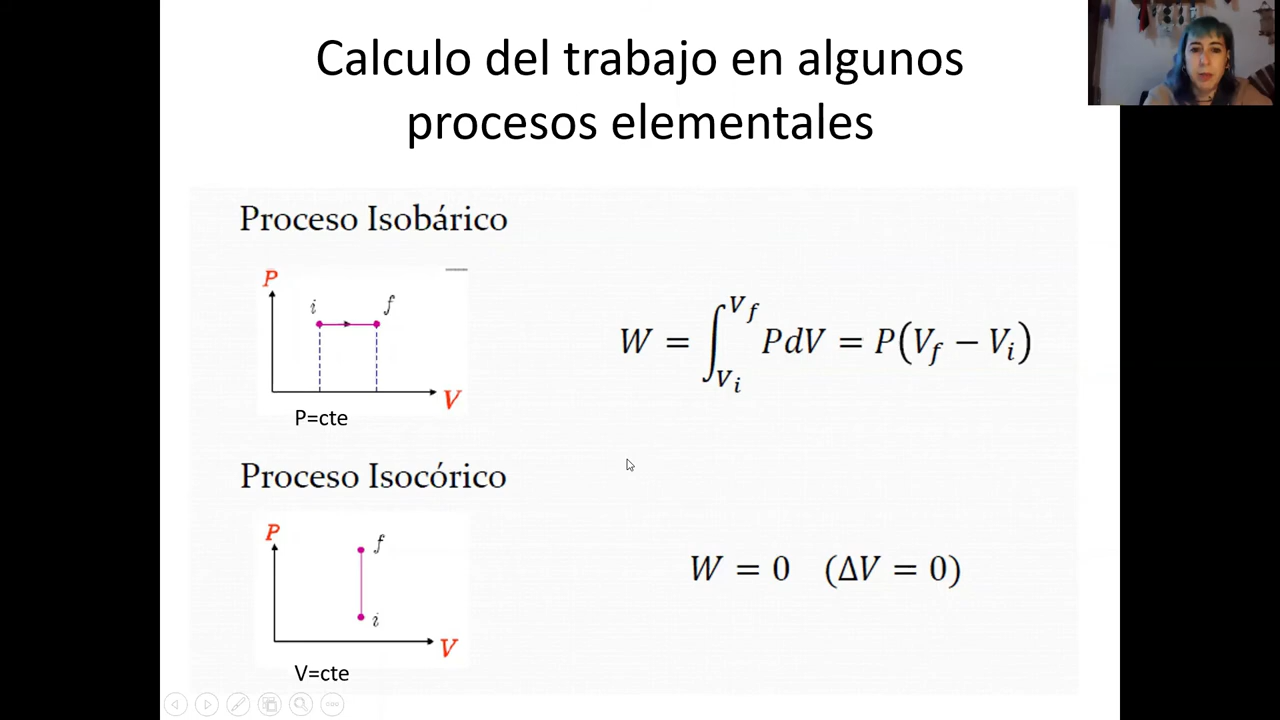 Calculo del trabajo en algunos
procesos elementales
Proceso Isobárico
P
i f
V
P=cte
W = ∫_{V_i}^{V_f} PdV = P(V_f − V_i)
Proceso Isocórico
P
f
i
V
V=cte
W = 0 (ΔV = 0)